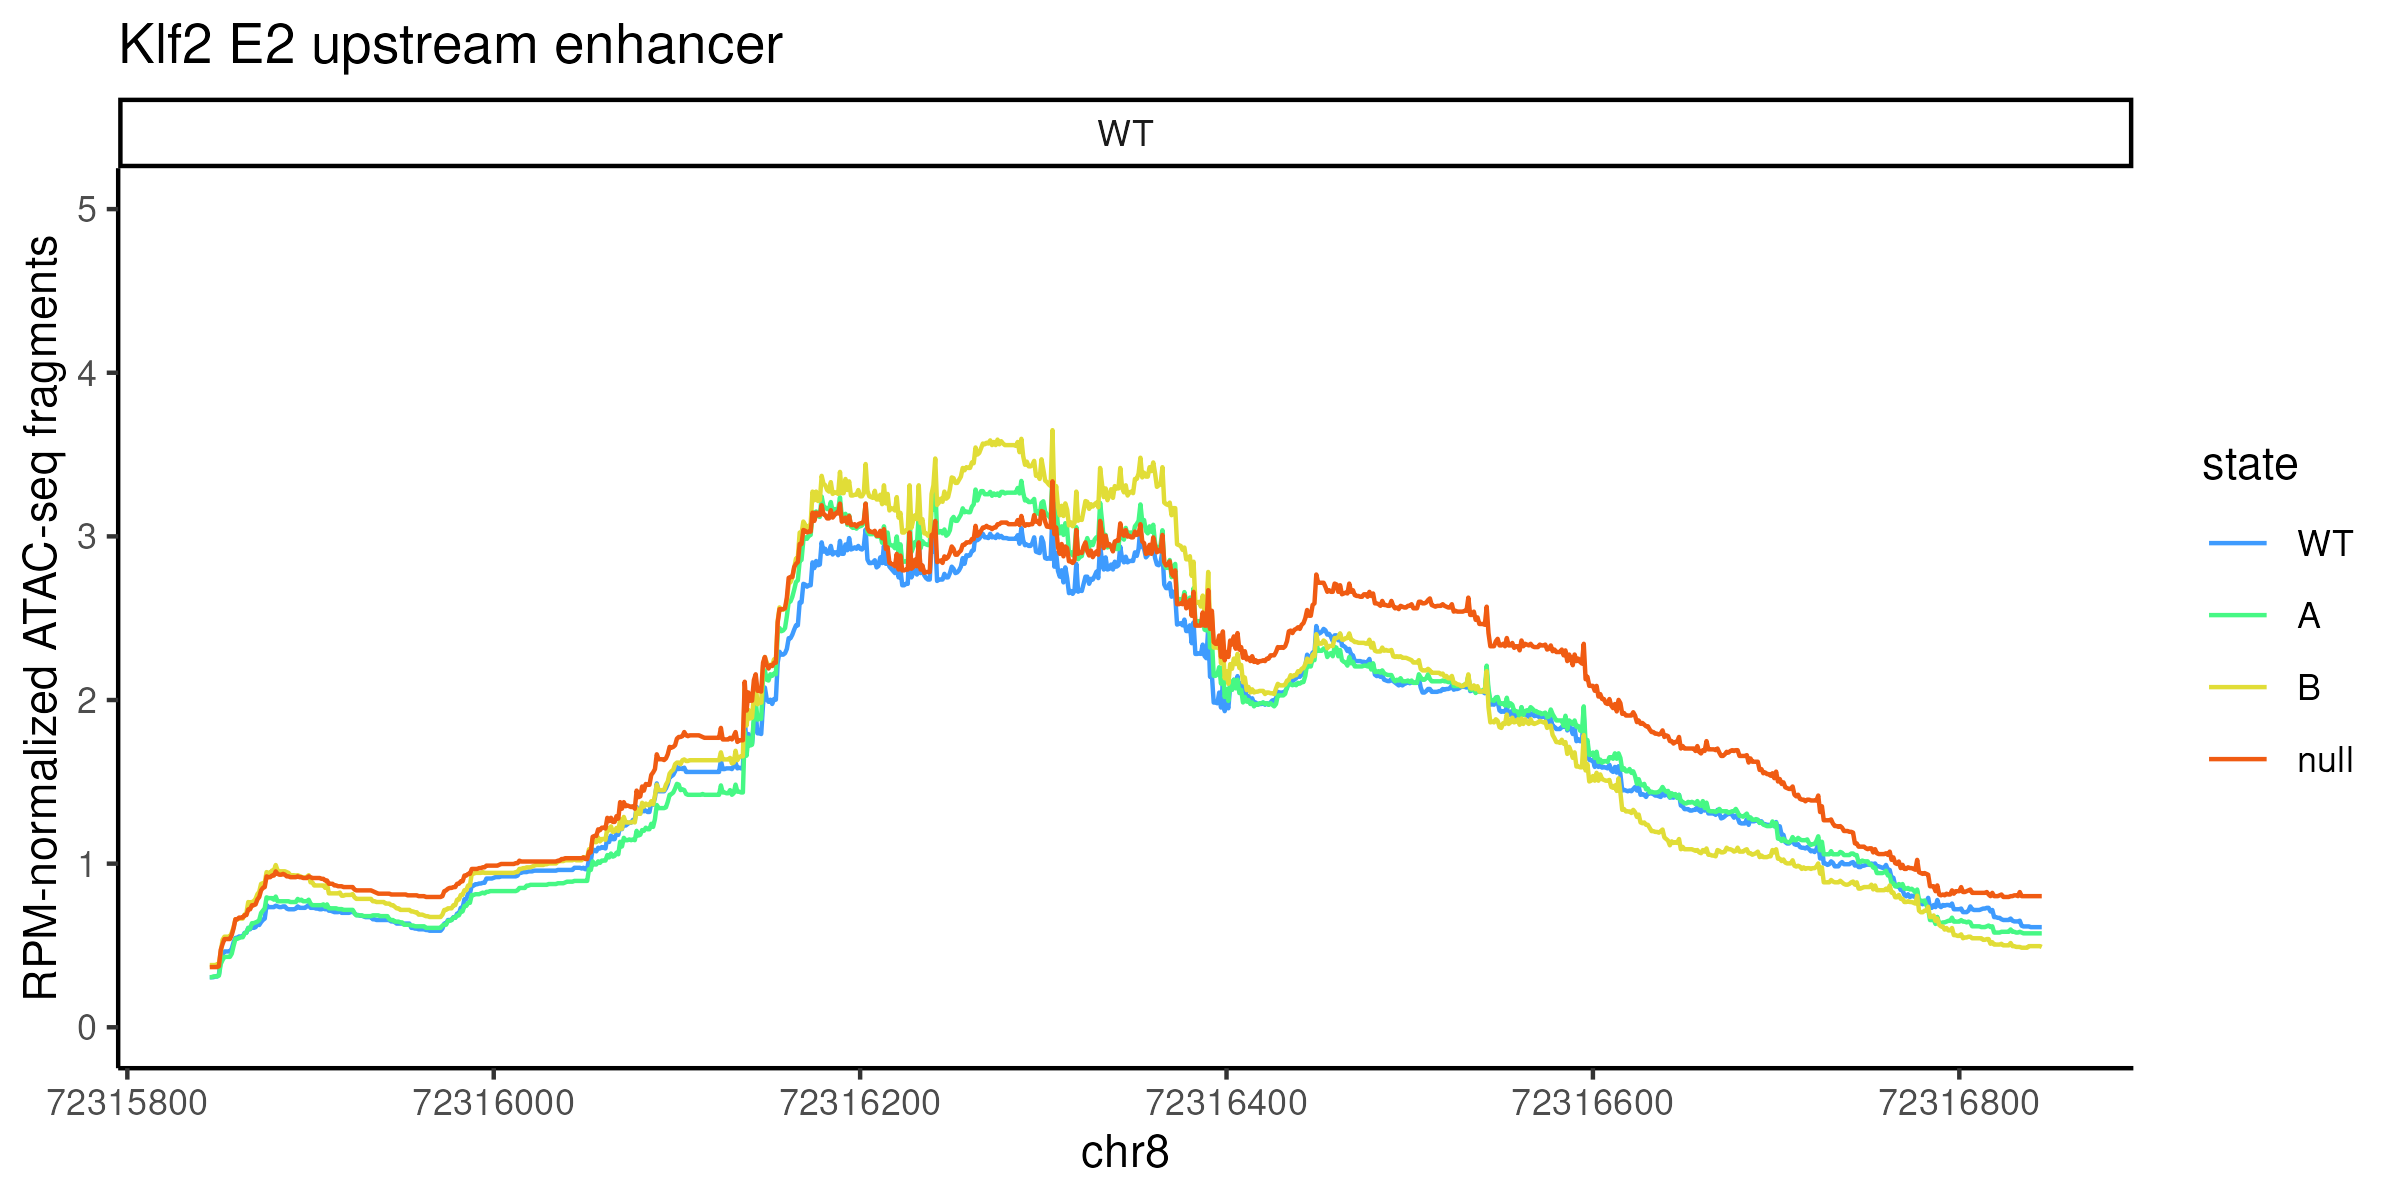 Klf2 E2 upstream enhancer
WT
RPM-normalized ATAC-seq fragments
5
4
3
2
1
0
72315800
72316000
72316200
72316400
72316600
72316800
chr8
state
WT
A
B
null